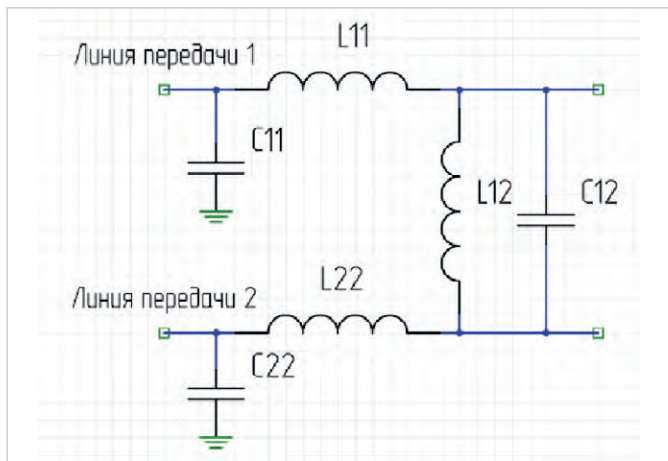 L11
Линия передачи 1
C11
L12
C12
L22
Линия передачи 2
C22